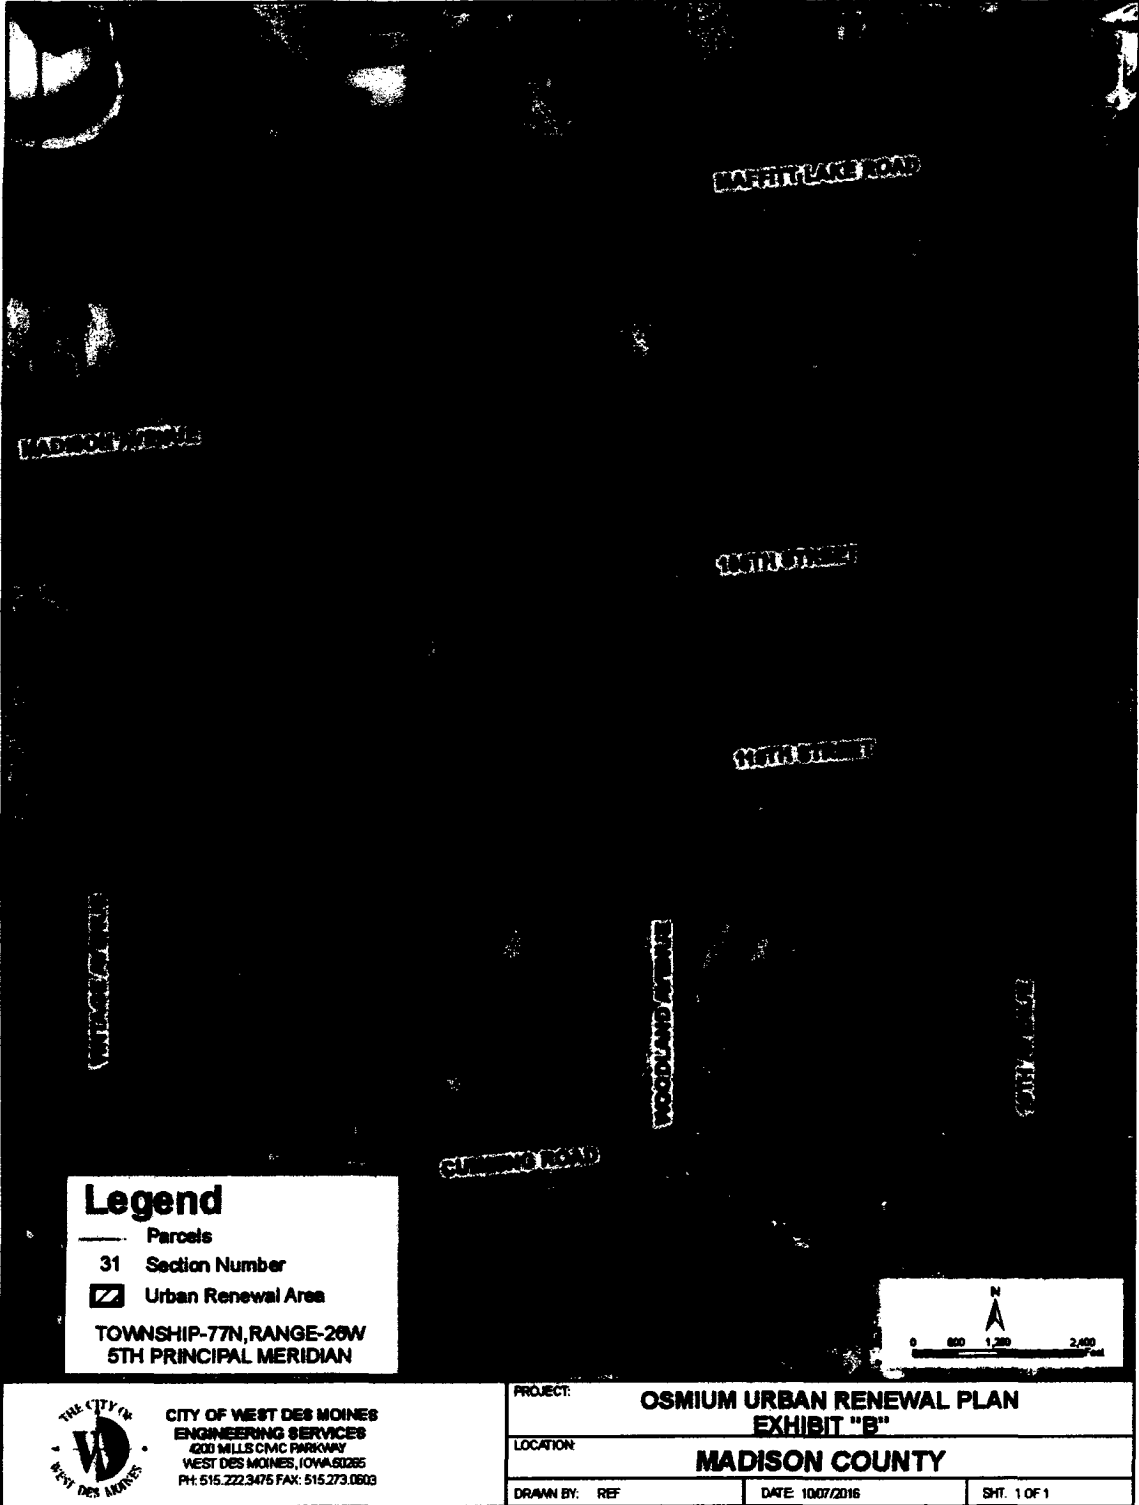 MAFFITT LAKE ROAD
MADISON AVENUE
118TH STREET
WOODLAND AVENUE
CUMMING ROAD
Legend
Parcels
31 Section Number
Urban Renewal Area
TOWNSHIP-77N, RANGE-26W
5TH PRINCIPAL MERIDIAN
N
0 600 1,200 2,400
Feet
THE CITY OF
WEST DES MOINES
CITY OF WEST DES MOINES
ENGINEERING SERVICES
4200 MILLS CIVIC PARKWAY
WEST DES MOINES, IOWA 50265
PH: 515.222.3475 FAX: 515.273.0603
PROJECT:
OSMIUM URBAN RENEWAL PLAN
EXHIBIT "B"
LOCATION:
MADISON COUNTY
DRAWN BY: REF
DATE: 10/07/2016
SHT. 1 OF 1